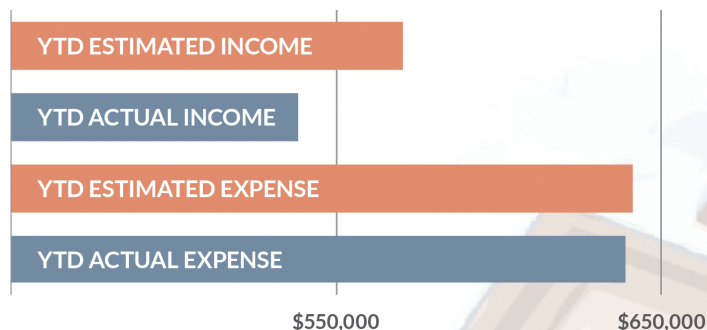 YTD ESTIMATED INCOME
YTD ACTUAL INCOME
YTD ESTIMATED EXPENSE
YTD ACTUAL EXPENSE
$550,000 $650,000